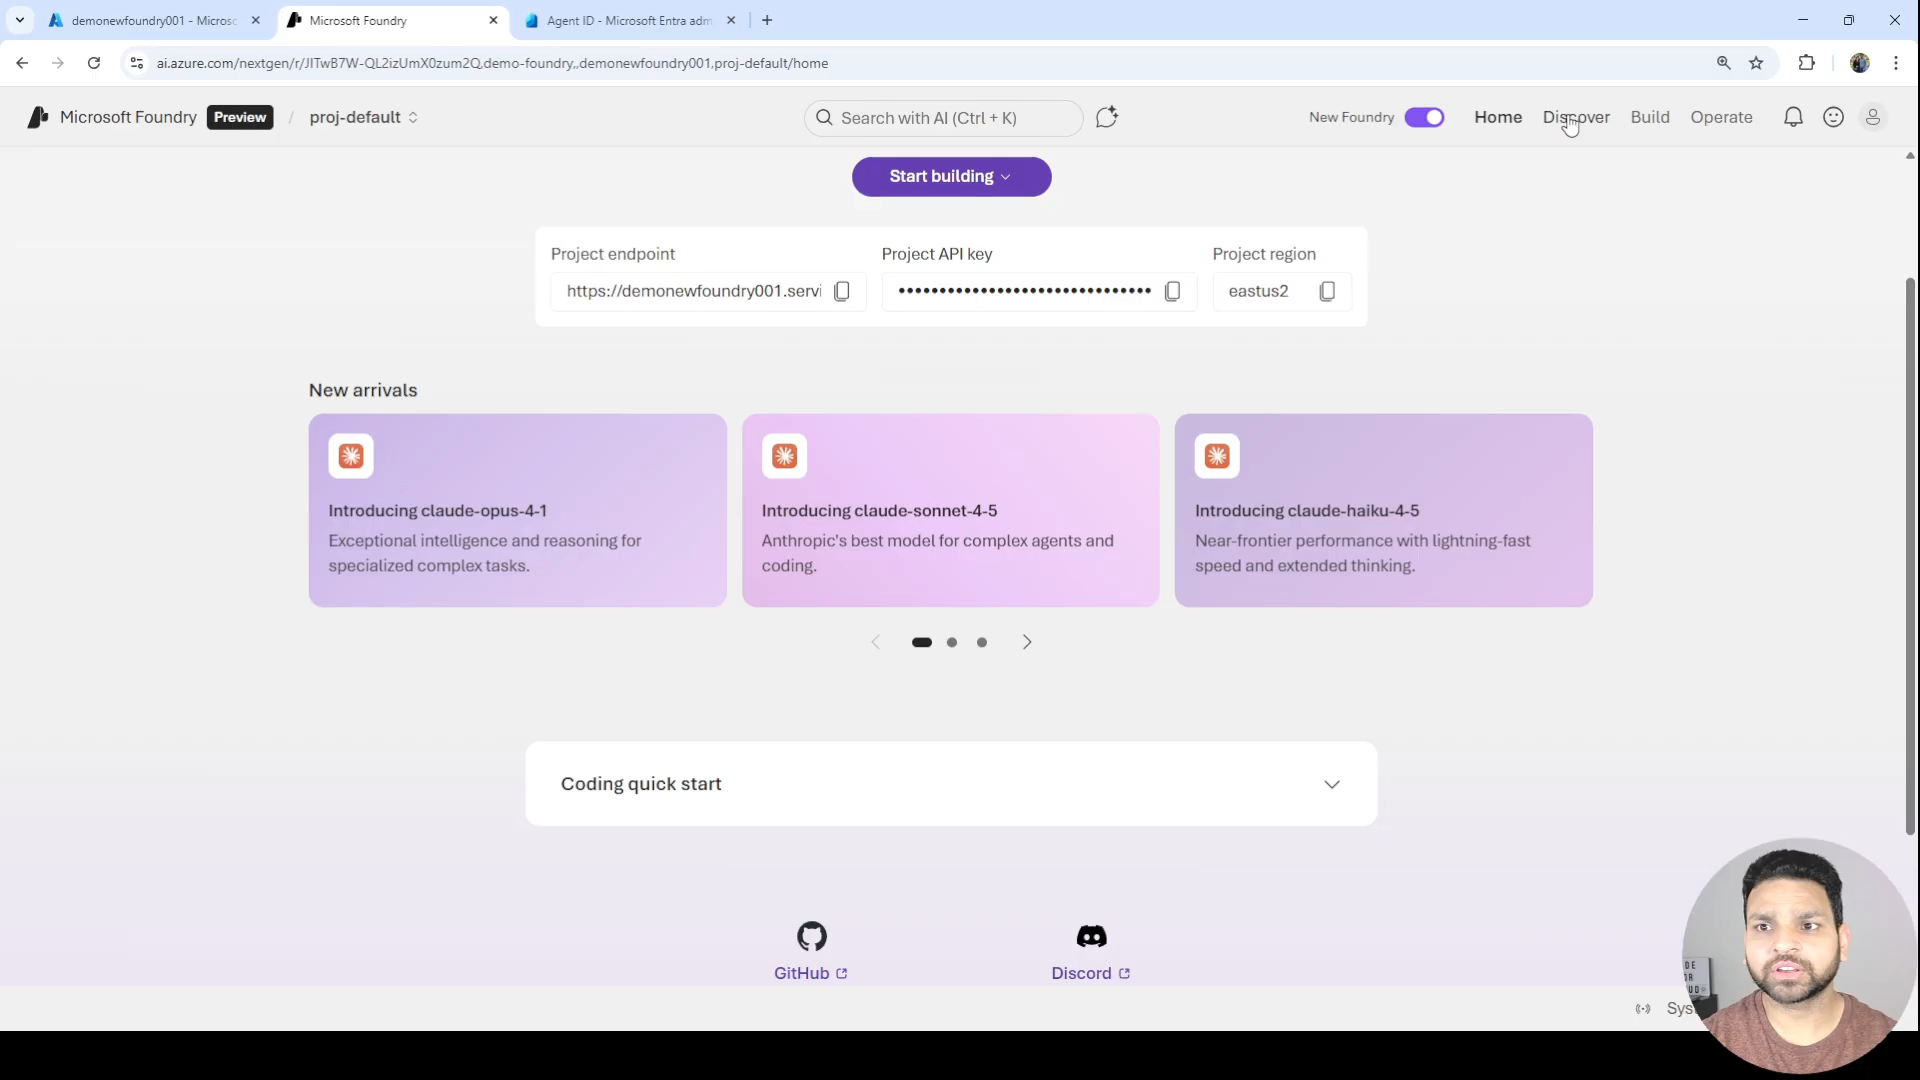 demonewfoundry001 - Microsc
Microsoft Foundry
Agent ID - Microsoft Entra adm
ai.azure.com/nextgen/r/JITwB7W-QL2izUmX0zum2Q,demo-foundry,,demonewfoundry001,proj-default/home
Microsoft Foundry Preview / proj-default
Search with AI (Ctrl + K)
New Foundry
Home
Discover
Build
Operate
Start building
Project endpoint
https://demonewfoundry001.servi
Project API key
Project region
eastus2
New arrivals
Introducing claude-opus-4-1
Exceptional intelligence and reasoning for
specialized complex tasks.
Introducing claude-sonnet-4-5
Anthropic's best model for complex agents and
coding.
Introducing claude-haiku-4-5
Near-frontier performance with lightning-fast
speed and extended thinking.
Coding quick start
GitHub
Discord
Sys